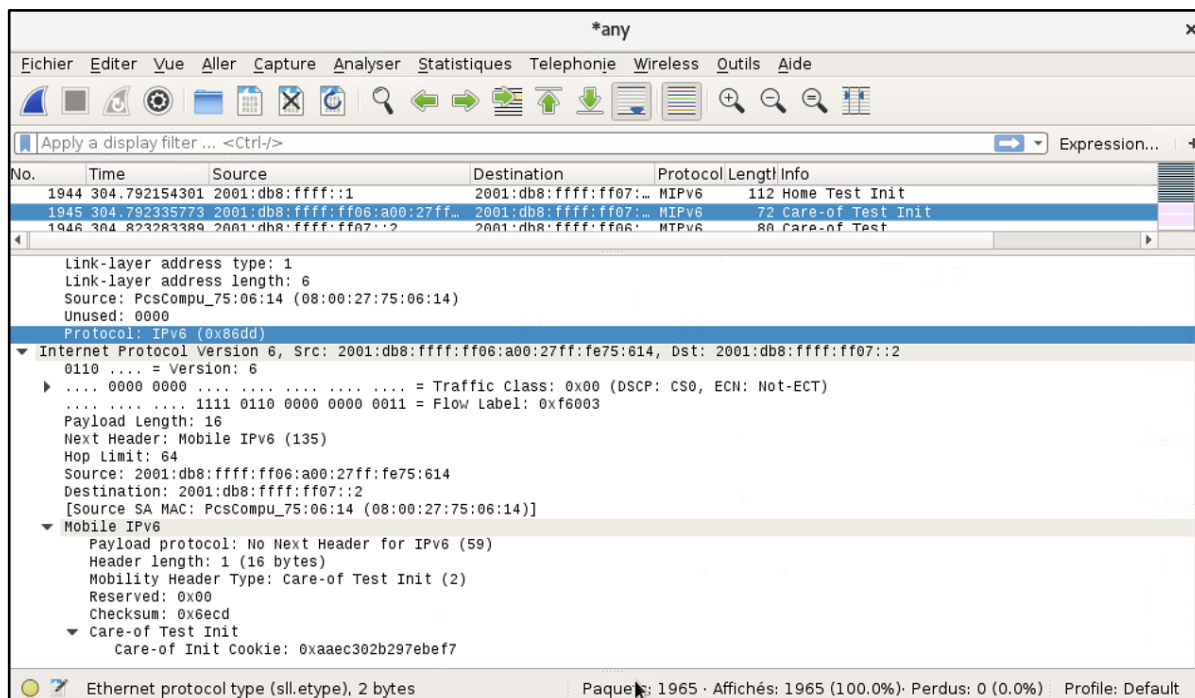 *any
×
Fichier Editer Vue Aller Capture Analyser Statistiques Telephonie Wireless Outils Aide
Apply a display filter ... <Ctrl-/>
Expression... +
No. Time Source Destination Protocol Lengtl Info
1944 304.792154301 2001:db8:ffff::1 2001:db8:ffff:ff07:… MIPv6 112 Home Test Init
1945 304.792335773 2001:db8:ffff:ff06:a00:27ff… 2001:db8:ffff:ff07:… MIPv6 72 Care-of Test Init
1946 304.823283389 2001:db8:ffff:ff07::2 2001:db8:ffff:ff06: MIPv6 80 Care-of Test
Link-layer address type: 1
Link-layer address length: 6
Source: PcsCompu_75:06:14 (08:00:27:75:06:14)
Unused: 0000
Protocol: IPv6 (0x86dd)
Internet Protocol Version 6, Src: 2001:db8:ffff:ff06:a00:27ff:fe75:614, Dst: 2001:db8:ffff:ff07::2
0110 .... = Version: 6
.... 0000 0000 .... .... .... .... .... = Traffic Class: 0x00 (DSCP: CS0, ECN: Not-ECT)
.... .... .... 1111 0110 0000 0000 0011 = Flow Label: 0xf6003
Payload Length: 16
Next Header: Mobile IPv6 (135)
Hop Limit: 64
Source: 2001:db8:ffff:ff06:a00:27ff:fe75:614
Destination: 2001:db8:ffff:ff07::2
[Source SA MAC: PcsCompu_75:06:14 (08:00:27:75:06:14)]
Mobile IPv6
Payload protocol: No Next Header for IPv6 (59)
Header length: 1 (16 bytes)
Mobility Header Type: Care-of Test Init (2)
Reserved: 0x00
Checksum: 0x6ecd
Care-of Test Init
Care-of Init Cookie: 0xaaec302b297ebef7
Ethernet protocol type (sll.etype), 2 bytes
Paquets: 1965 · Affichés: 1965 (100.0%)· Perdus: 0 (0.0%)
Profile: Default